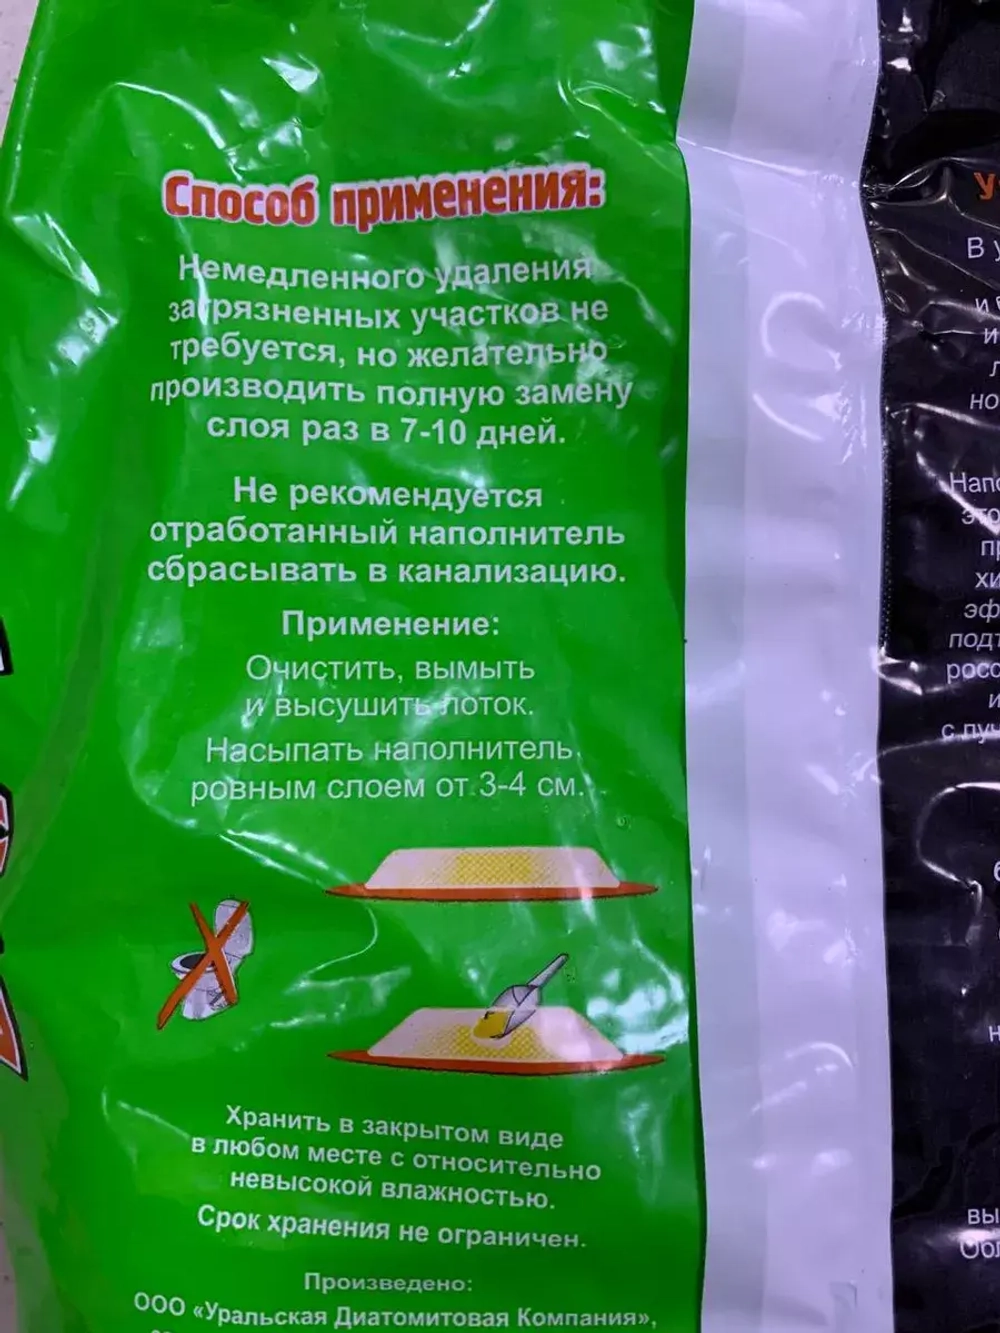 Способ применения:
Немедленного удаления
загрязненных участков не
требуется, но желательно
производить полную замену
слоя раз в 7-10 дней.
Не рекомендуется
отработанный наполнитель
сбрасывать в канализацию.
Применение:
Очистить, вымыть
и высушить лоток.
Насыпать наполнитель
ровным слоем от 3-4 см.
Хранить в закрытом виде
в любом месте с относительно
невысокой влажностью.
Срок хранения не ограничен.
Произведено:
ООО «Уральская Диатомитовая Компания»,